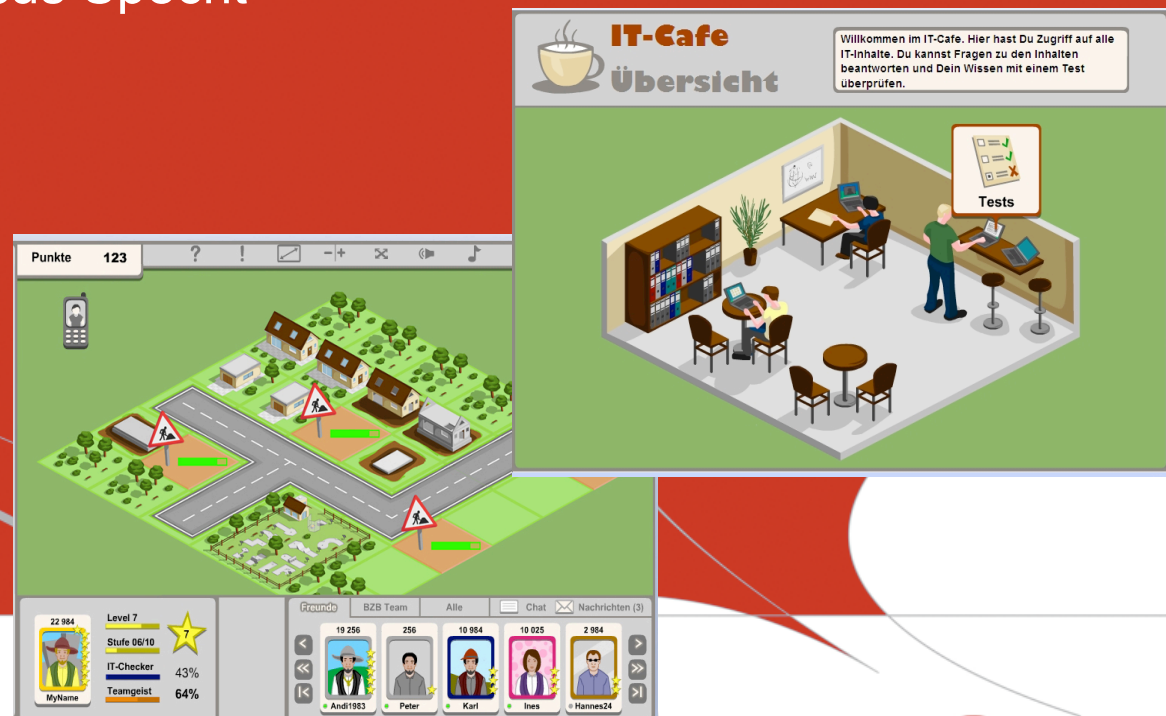 Specht
IT-Cafe
Übersicht
Willkommen im IT-Cafe. Hier hast Du Zugriff auf alle
IT-Inhalte. Du kannst Fragen zu den Inhalten
beantworten und Dein Wissen mit einem Test
überprüfen.
Tests
Punkte 123
? ! - +
22 984
MyName
Level 7
7
Stufe 06/10
IT-Checker 43%
Teamgeist 64%
Freunde BZB Team Alle Chat Nachrichten (3)
19 256 256 10 984 10 025 2 984
Andi1983 Peter Karl Ines Hannes24